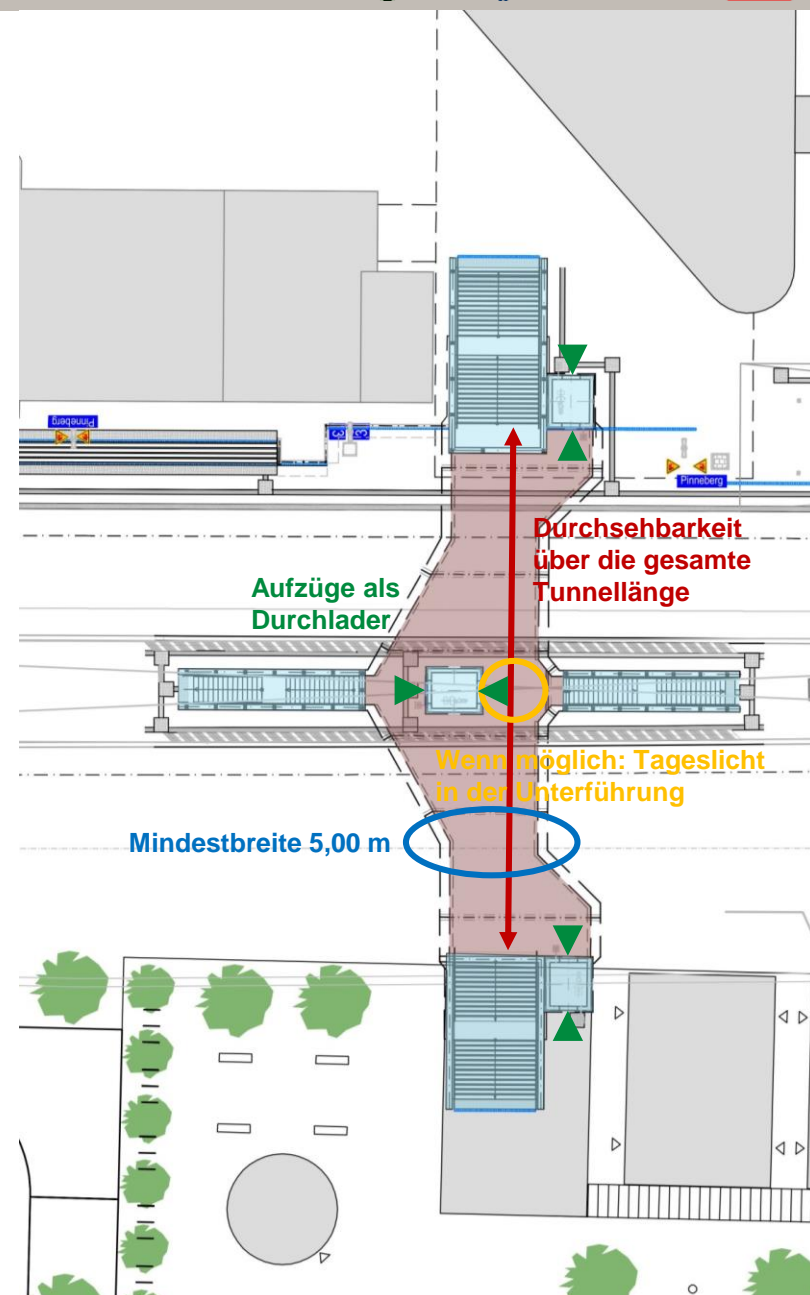 Pinneberg
Pinneberg
Durchsehbarkeit
über die gesamte
Tunnellänge
Aufzüge als
Durchlader
Wenn möglich: Tageslicht
in der Unterführung
Mindestbreite 5,00 m